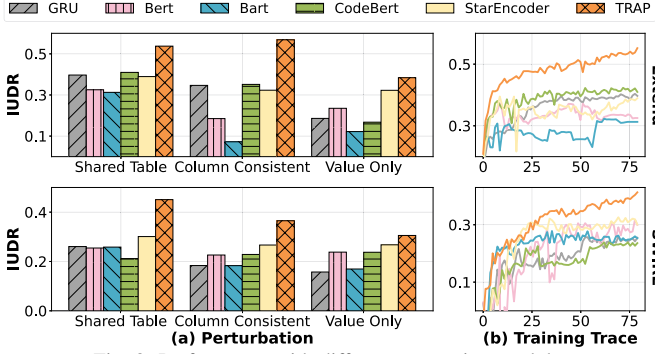 GRU Bert Bart CodeBert StarEncoder TRAP
IUDR
0.5
0.3
0.1
Shared Table Column Consistent Value Only
0.5
0.3
0 25 50 75
IUDR
0.4
0.2
0.0
Shared Table Column Consistent Value Only
(a) Perturbation
0.3
0.1
0 25 50 75
(b) Training Trace